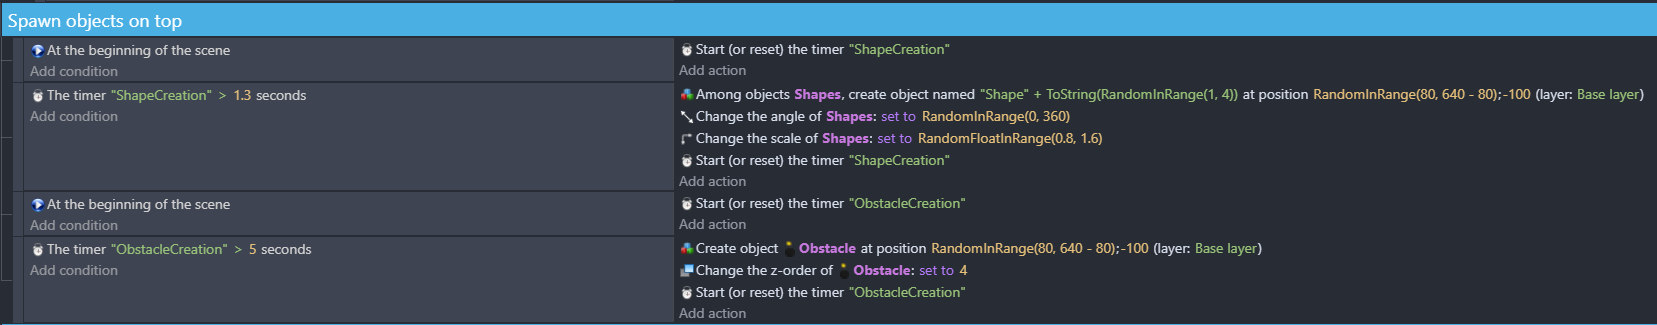 Spawn objects on top
At the beginning of the scene
Start (or reset) the timer "ShapeCreation"
Add condition
Add action
The timer "ShapeCreation" > 1.3 seconds
Among objects Shapes, create object named "Shape" + ToString(RandomInRange(1, 4)) at position RandomInRange(80, 640 - 80);-100 (layer: Base layer)
Add condition
Change the angle of Shapes: set to RandomInRange(0, 360)
Change the scale of Shapes: set to RandomFloatInRange(0.8, 1.6)
Start (or reset) the timer "ShapeCreation"
Add action
At the beginning of the scene
Start (or reset) the timer "ObstacleCreation"
Add condition
Add action
The timer "ObstacleCreation" > 5 seconds
Create object Obstacle at position RandomInRange(80, 640 - 80);-100 (layer: Base layer)
Add condition
Change the z-order of Obstacle: set to 4
Start (or reset) the timer "ObstacleCreation"
Add action